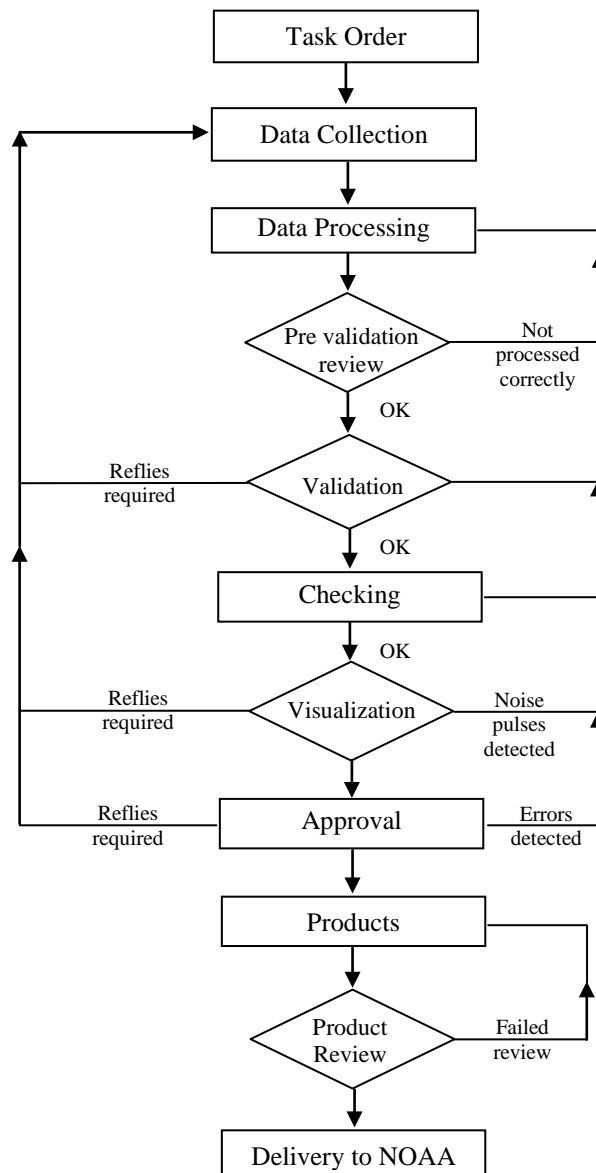 Task Order
Data Collection
Data Processing
Pre validation
review
Not
processed
correctly
OK
Reflies
required
Validation
OK
Checking
OK
Reflies
required
Visualization
Noise
pulses
detected
Reflies
required
Approval
Errors
detected
Products
Product
Review
Failed
review
Delivery to NOAA